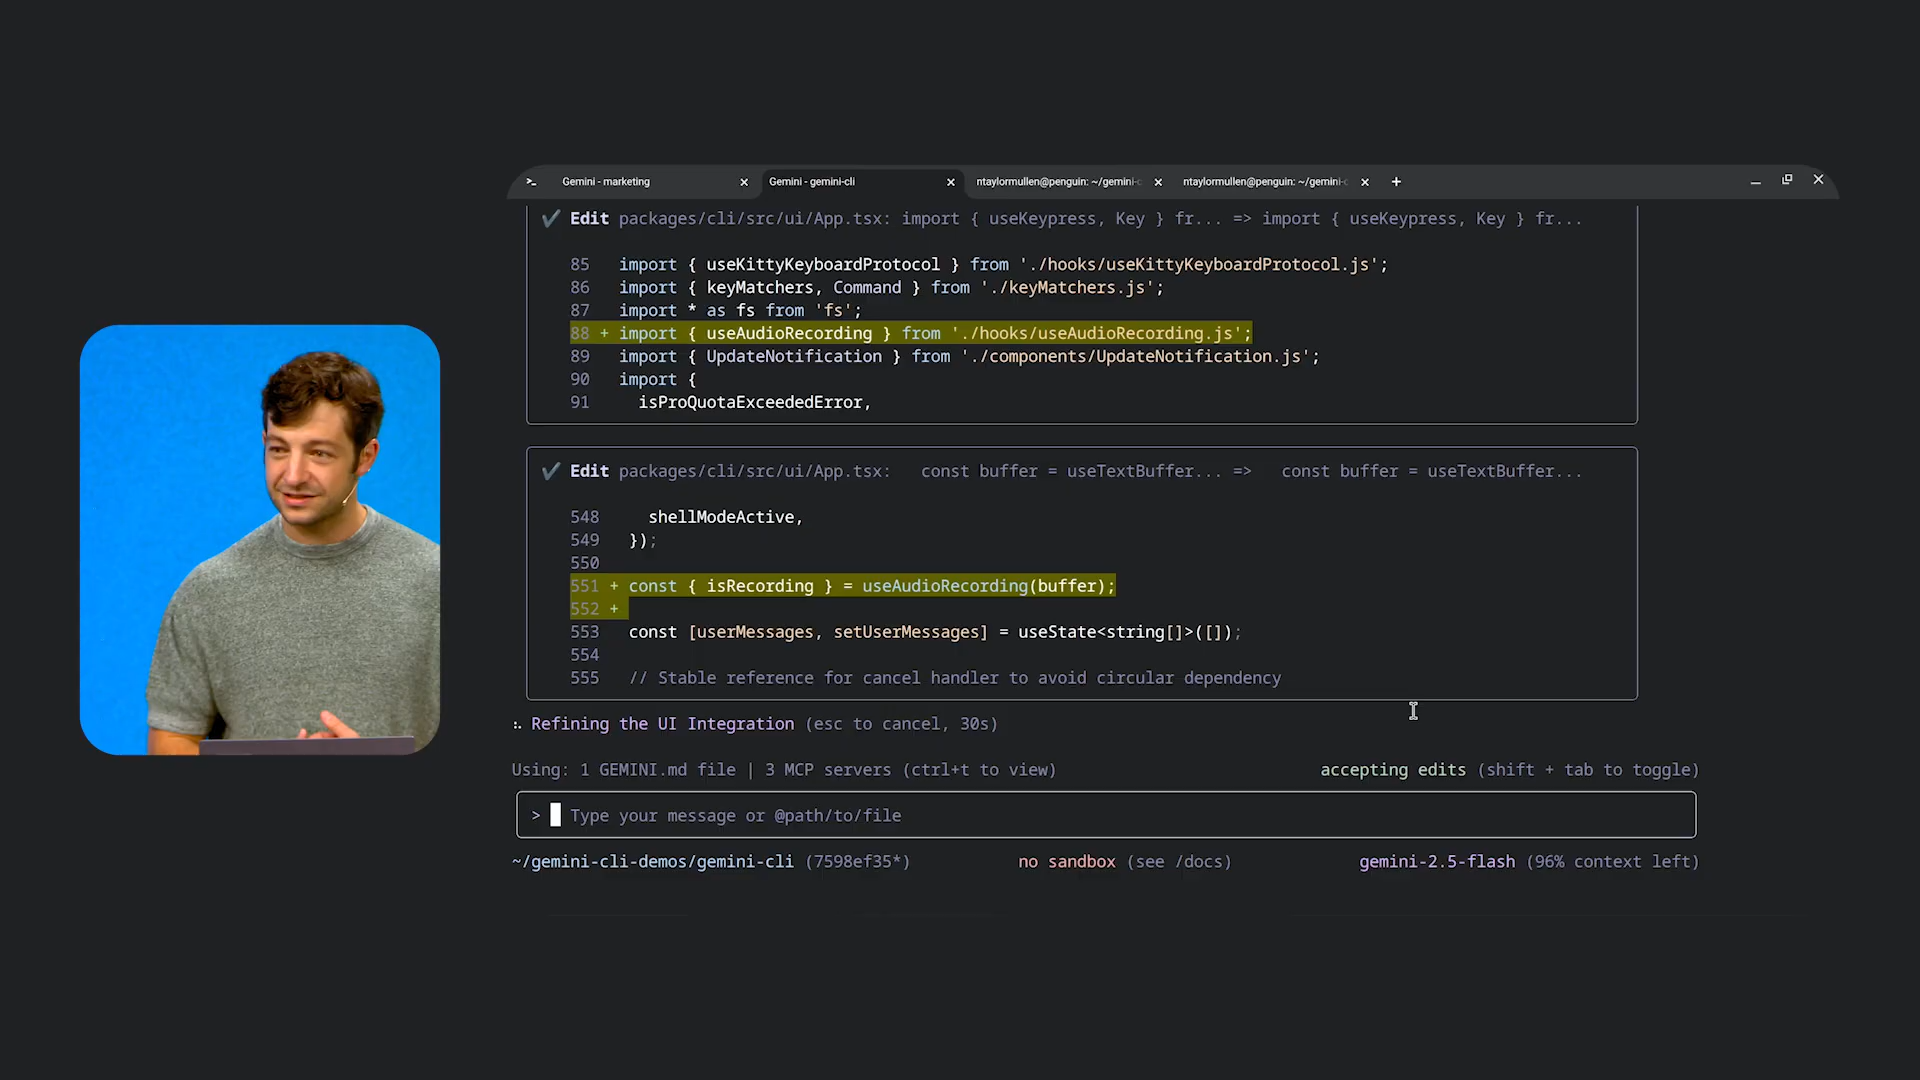 >_ Gemini - marketing × Gemini - gemini-cli × ntaylormullen@penguin: ~/gemini-c × ntaylormullen@penguin: ~/gemini- × +
✔ Edit packages/cli/src/ui/App.tsx: import { useKeypress, Key } fr... => import { useKeypress, Key } fr...
85 import { useKittyKeyboardProtocol } from './hooks/useKittyKeyboardProtocol.js';
86 import { keyMatchers, Command } from './keyMatchers.js';
87 import * as fs from 'fs';
88 + import { useAudioRecording } from './hooks/useAudioRecording.js';
89 import { UpdateNotification } from './components/UpdateNotification.js';
90 import {
91 isProQuotaExceededError,
✔ Edit packages/cli/src/ui/App.tsx: const buffer = useTextBuffer... => const buffer = useTextBuffer...
548 shellModeActive,
549 });
550
551 + const { isRecording } = useAudioRecording(buffer);
552 +
553 const [userMessages, setUserMessages] = useState<string[]>([]);
554
555 // Stable reference for cancel handler to avoid circular dependency
Refining the UI Integration (esc to cancel, 30s)
Using: 1 GEMINI.md file | 3 MCP servers (ctrl+t to view) accepting edits (shift + tab to toggle)
> Type your message or @path/to/file
~/gemini-cli-demos/gemini-cli (7598ef35*) no sandbox (see /docs) gemini-2.5-flash (96% context left)